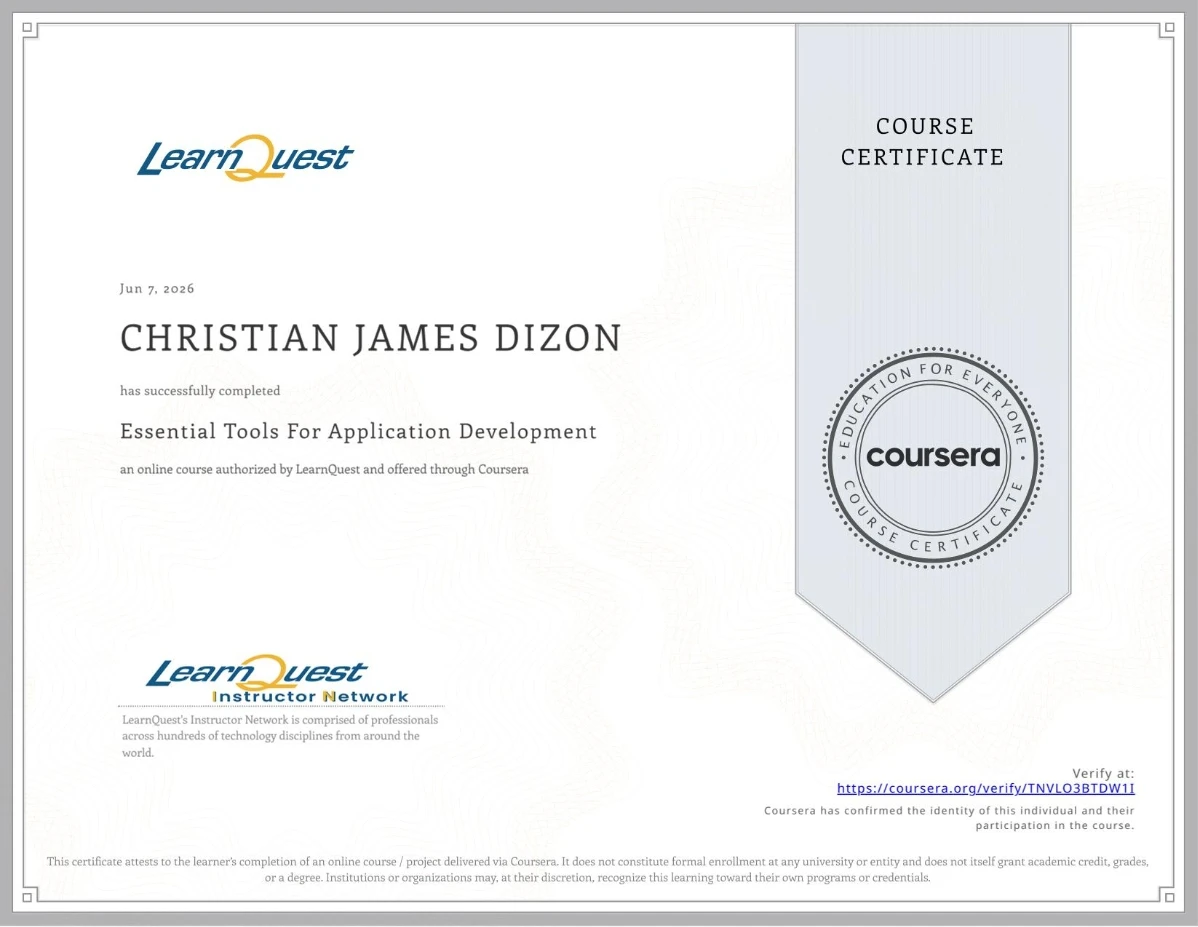 LearnQuest
COURSE
CERTIFICATE
Jun 7, 2026
CHRISTIAN JAMES DIZON
has successfully completed
Essential Tools For Application Development
an online course authorized by LearnQuest and offered through Coursera
EDUCATION FOR EVERYONE
coursera
COURSE CERTIFICATE
LearnQuest
Instructor Network
LearnQuest's Instructor Network is comprised of professionals
across hundreds of technology disciplines from around the
world.
Verify at:
https://coursera.org/verify/TNVLO3BTDW1I
Coursera has confirmed the identity of this individual and their
participation in the course.
This certificate attests to the learner's completion of an online course / project delivered via Coursera. It does not constitute formal enrollment at any university or entity and does not itself grant academic credit, grades,
or a degree. Institutions or organizations may, at their discretion, recognize this learning toward their own programs or credentials.